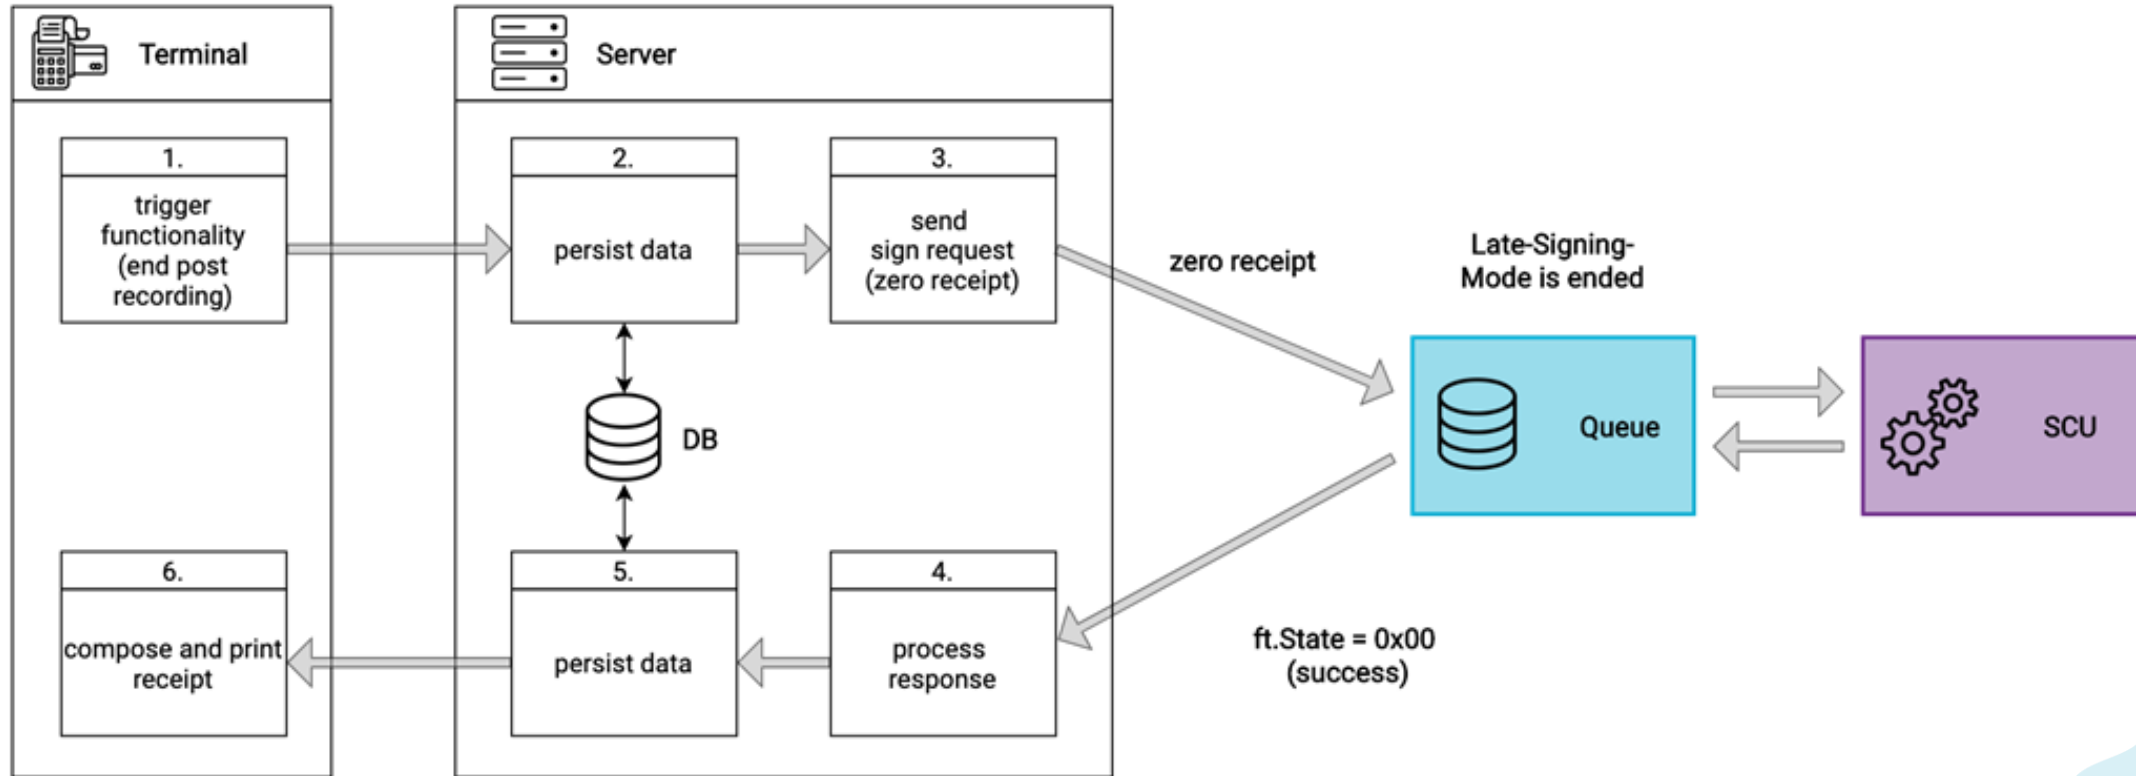 Terminal
Server
1.
trigger
functionality
(end post
recording)
2.
persist data
3.
send
sign request
(zero receipt)
zero receipt
Late-Signing-
Mode is ended
DB
Queue
SCU
6.
compose and print
receipt
5.
persist data
4.
process
response
ft.State = 0x00
(success)